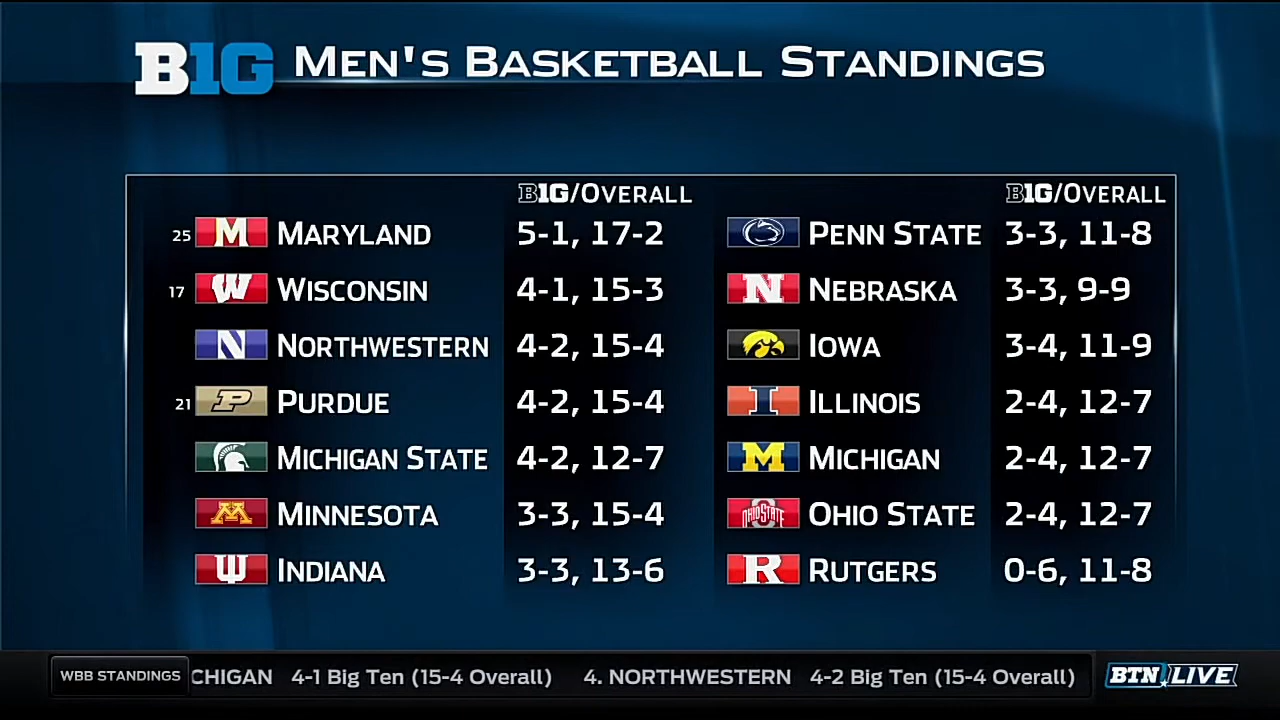 B1G MEN'S BASKETBALL STANDINGS
B1G/OVERALL
25 M MARYLAND 5-1, 17-2
17 W WISCONSIN 4-1, 15-3
N NORTHWESTERN 4-2, 15-4
21 P PURDUE 4-2, 15-4
MICHIGAN STATE 4-2, 12-7
M MINNESOTA 3-3, 15-4
INDIANA 3-3, 13-6
B1G/OVERALL
PENN STATE 3-3, 11-8
N NEBRASKA 3-3, 9-9
IOWA 3-4, 11-9
I ILLINOIS 2-4, 12-7
M MICHIGAN 2-4, 12-7
OHIO STATE OHIO STATE 2-4, 12-7
R RUTGERS 0-6, 11-8
WBB STANDINGS CHIGAN 4-1 Big Ten (15-4 Overall) 4. NORTHWESTERN 4-2 Big Ten (15-4 Overall) BTN LIVE